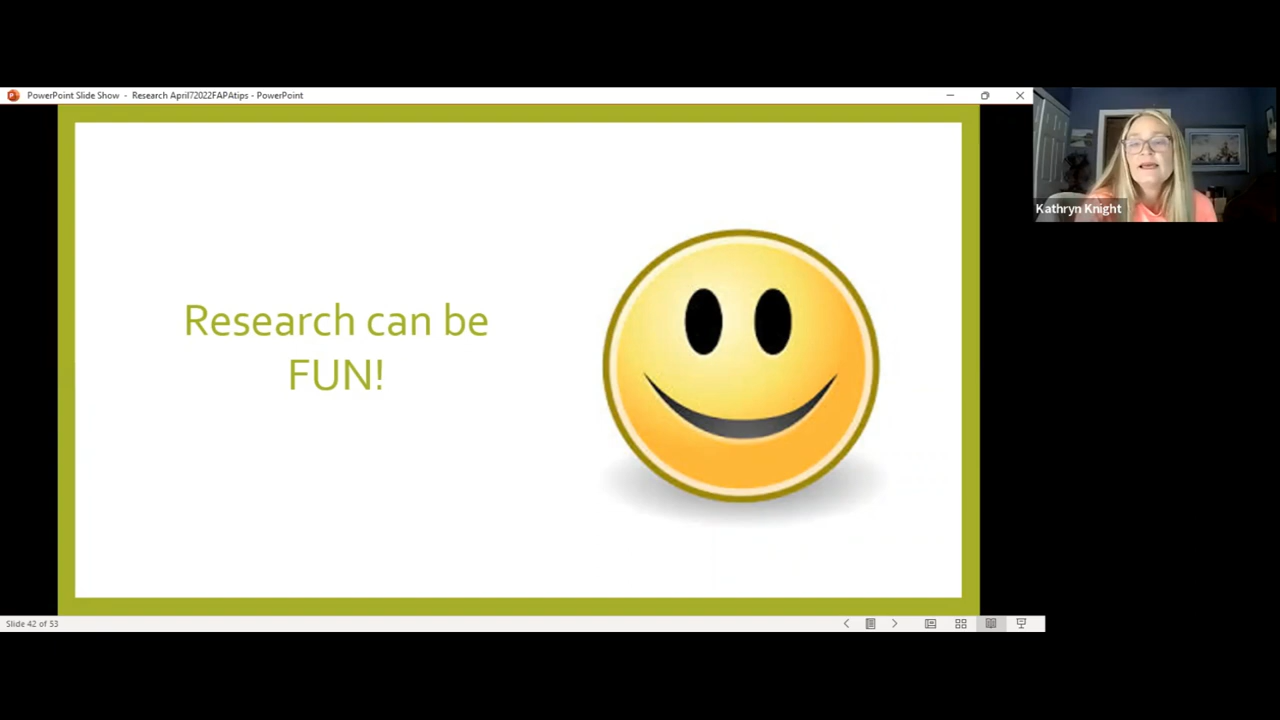 PowerPoint Slide Show - Research April72022FAPAtips - PowerPoint
Kathryn Knight
Research can be
FUN!
Slide 42 of 53